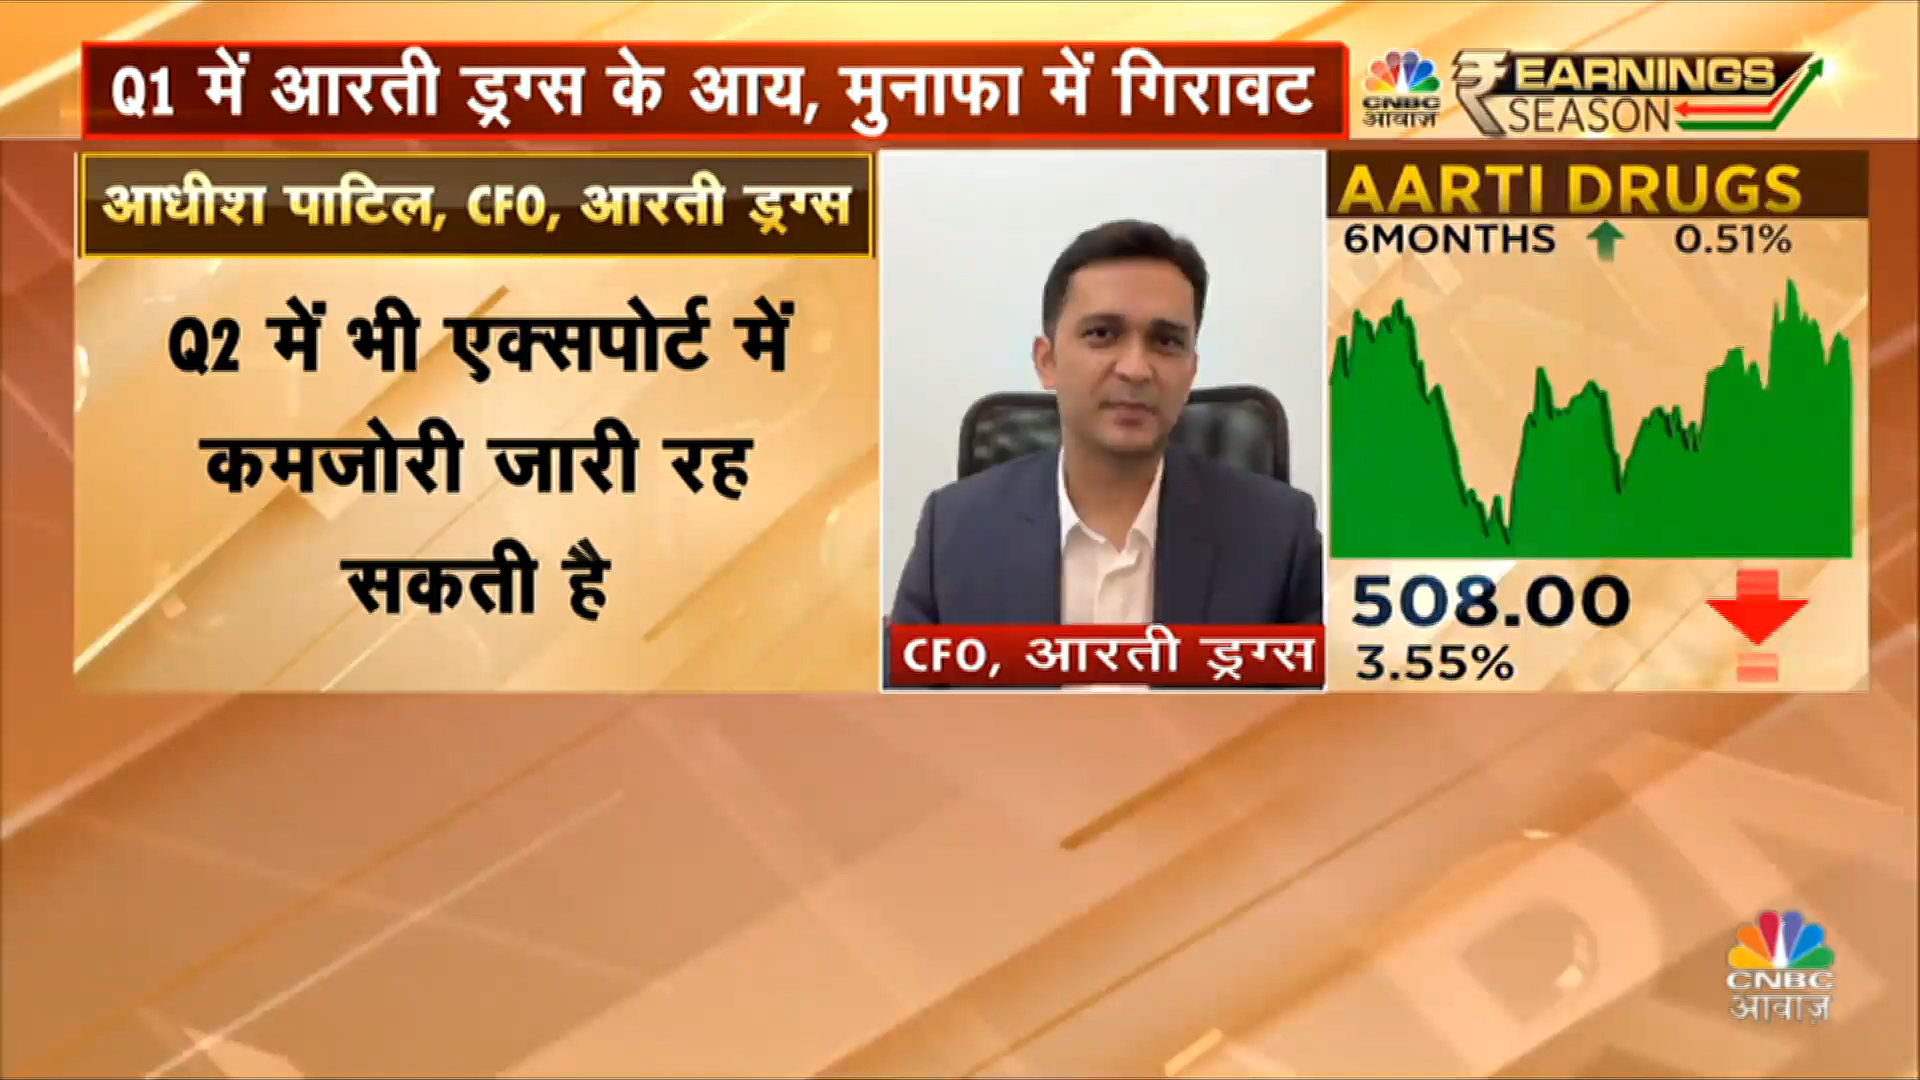 Q1 में आरती ड्रग्स के आय, मुनाफा में गिरावट
CNBC
आवाज़
₹ EARNINGS
SEASON
आधीश पाटिल, CFO, आरती ड्रग्स
Q2 में भी एक्सपोर्ट में
कमजोरी जारी रह
सकती है
CFO, आरती ड्रग्स
AARTI DRUGS
6MONTHS 0.51%
508.00
3.55%
CNBC
आवाज़